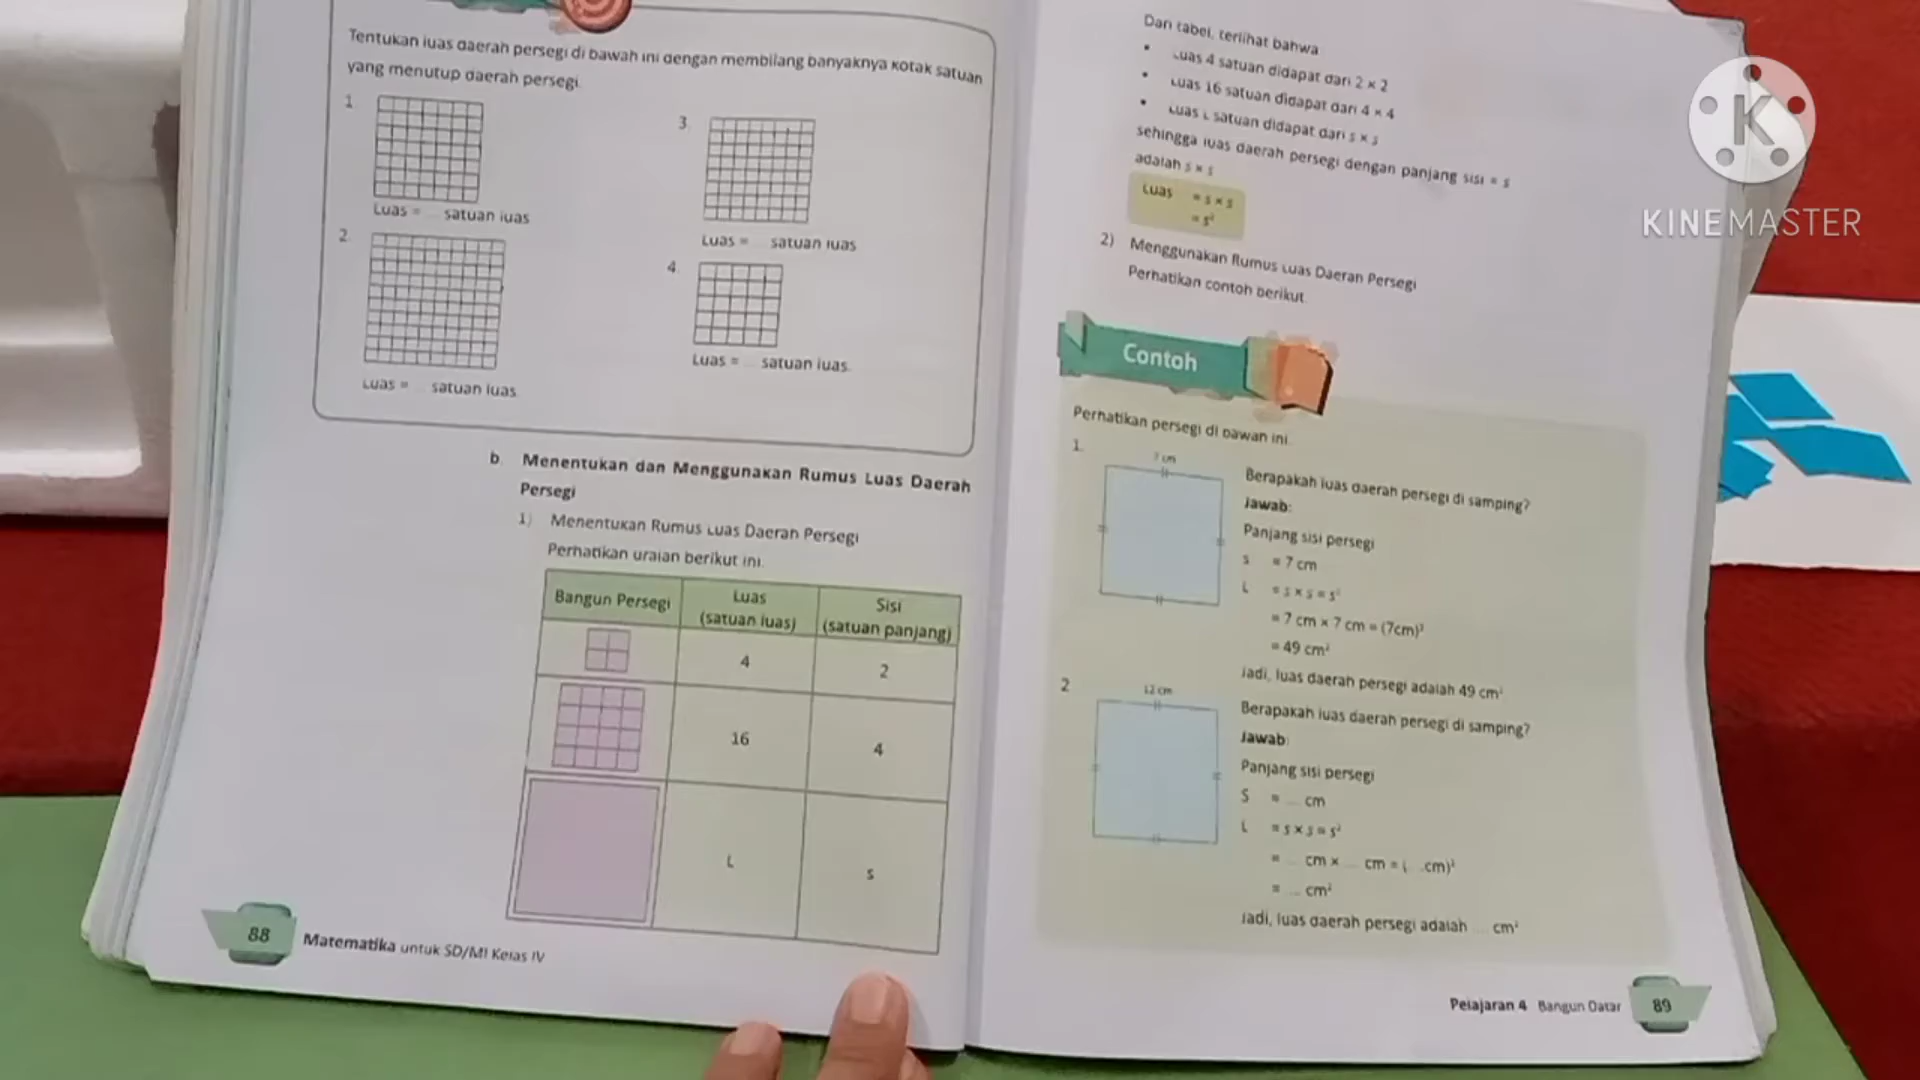 Tentukan luas daerah persegi di bawah ini dengan membilang banyaknya kotak satuan
yang menutup daerah persegi.
1
Luas = ... satuan luas
2
Luas = ... satuan luas
3.
Luas = ... satuan luas
4.
Luas = ... satuan luas.
b. Menentukan dan Menggunakan Rumus Luas Daerah
Persegi
1) Menentukan Rumus Luas Daerah Persegi
Perhatikan uraian berikut ini.
Bangun Persegi
Luas
(satuan luas)
Sisi
(satuan panjang)
4
2
16
4
L
s
88
Matematika untuk SD/MI Kelas IV
Dari tabel, terlihat bahwa
• Luas 4 satuan didapat dari 2 × 2
• Luas 16 satuan didapat dari 4 × 4
• Luas L satuan didapat dari s × s
sehingga luas daerah persegi dengan panjang sisi = s
adalah s × s
Luas = s × s
= s²
2) Menggunakan Rumus Luas Daerah Persegi
Perhatikan contoh berikut.
Contoh
Perhatikan persegi di bawah ini.
1.
7 cm
Berapakah luas daerah persegi di samping?
Jawab:
Panjang sisi persegi
s = 7 cm
L = s × s = s²
= 7 cm × 7 cm = (7cm)²
= 49 cm²
Jadi, luas daerah persegi adalah 49 cm²
2
12 cm
Berapakah luas daerah persegi di samping?
Jawab:
Panjang sisi persegi
S = ... cm
L = s × s = s²
= ... cm × ... cm = (...cm)²
= ... cm²
Jadi, luas daerah persegi adalah ... cm²
Pelajaran 4 Bangun Datar
89
K
KINEMASTER